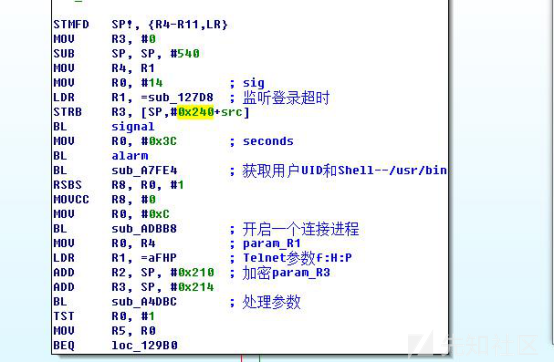 STMFD SP!, {R4-R11,LR}
MOV R3, #0
SUB SP, SP, #540
MOV R4, R1
MOV R0, #14 ; sig
LDR R1, =sub_127D8 ; 监听登录超时
STRB R3, [SP,#0x240+src]
BL signal
MOV R0, #0x3C ; seconds
BL alarm
BL sub_A7FE4 ; 获取用户UID和Shell--/usr/bin
RSBS R8, R0, #1
MOVCC R8, #0
MOV R0, #0xC
BL sub_ADBB8 ; 开启一个连接进程
MOV R0, R4 ; param_R1
LDR R1, =aFHP ; Telnet参数f:H:P
ADD R2, SP, #0x210 ; 加密param_R3
ADD R3, SP, #0x214
BL sub_A4DBC ; 处理参数
TST R0, #1
MOV R5, R0
BEQ loc_129B0
先知社区